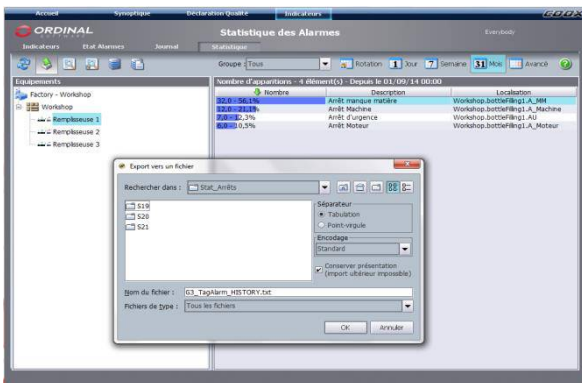 Accueil Synoptique Déclaration Qualité Indicateurs COOX
ORDINAL
SOFTWARE
Statistique des Alarmes
Everybody
Indicateurs Etat Alarmes Journal Statistique
Groupe : Tous Rotation 1 Jour 7 Semaine 31 Mois Avancé
Equipements
Nombre d'apparitions - 4 élément(s) - Depuis le 01/09/14 00:00
Nombre Description Localisation
32,0 - 56,1% Arrêt manque matière Workshop.bottleFilling1.A_MM
12,0 - 21,1% Arrêt Machine Workshop.bottleFilling1.A_Machine
7,0 - 12,3% Arrêt d'urgence Workshop.bottleFilling1.AU
6,0 - 10,5% Arrêt Moteur Workshop.bottleFilling1.A_Moteur
Factory - Workshop
Workshop
Remplisseuse 1
Remplisseuse 2
Remplisseuse 3
Export vers un fichier
Rechercher dans : Stat_Arrêts
S19
S20
S21
Séparateur
Tabulation
Point-virgule
Encodage
Standard
Conserver présentation
(import ultérieur impossible)
Nom du fichier : G3_TagAlarm_HISTORY.txt
Fichiers de type : Tous les fichiers
OK Annuler